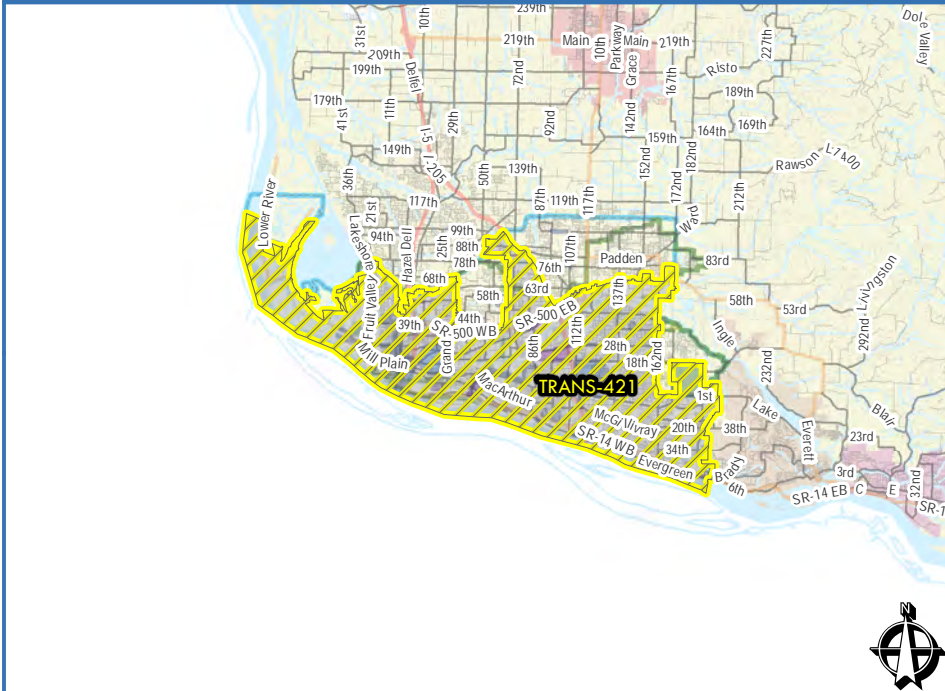 239th
10th
31st
Dole Valley
227th
219th
Main
10th
Parkway
Main
219th
209th
Delfel
72nd
Grace
199th
167th
Risto
179th
11th
29th
189th
41st
92nd
142nd
164th
169th
I-5
159th
149th
I-205
152nd
182nd
139th
Rawson
50th
36th
172nd
212th
87th
119th
117th
21st
117th
Ward
Lower River
Lakeshore
94th
Hazel Dell
25th
99th
88th
107th
78th
76th
Padden
83rd
68th
63rd
137th
58th
58th
53rd
292nd
Fruit Valley
39th
44th
SR-500 WB
SR-500 EB
112th
Ingle
Grand
86th
28th
162nd
232nd
Mill Plain
18th
MacArthur
TRANS-421
1st
Lake
Blair
McGillivray
20th
38th
Everett
SR-14 WB
34th
23rd
Evergreen
Brady
3rd
6th
SR-14 EB
C
E
32nd
N